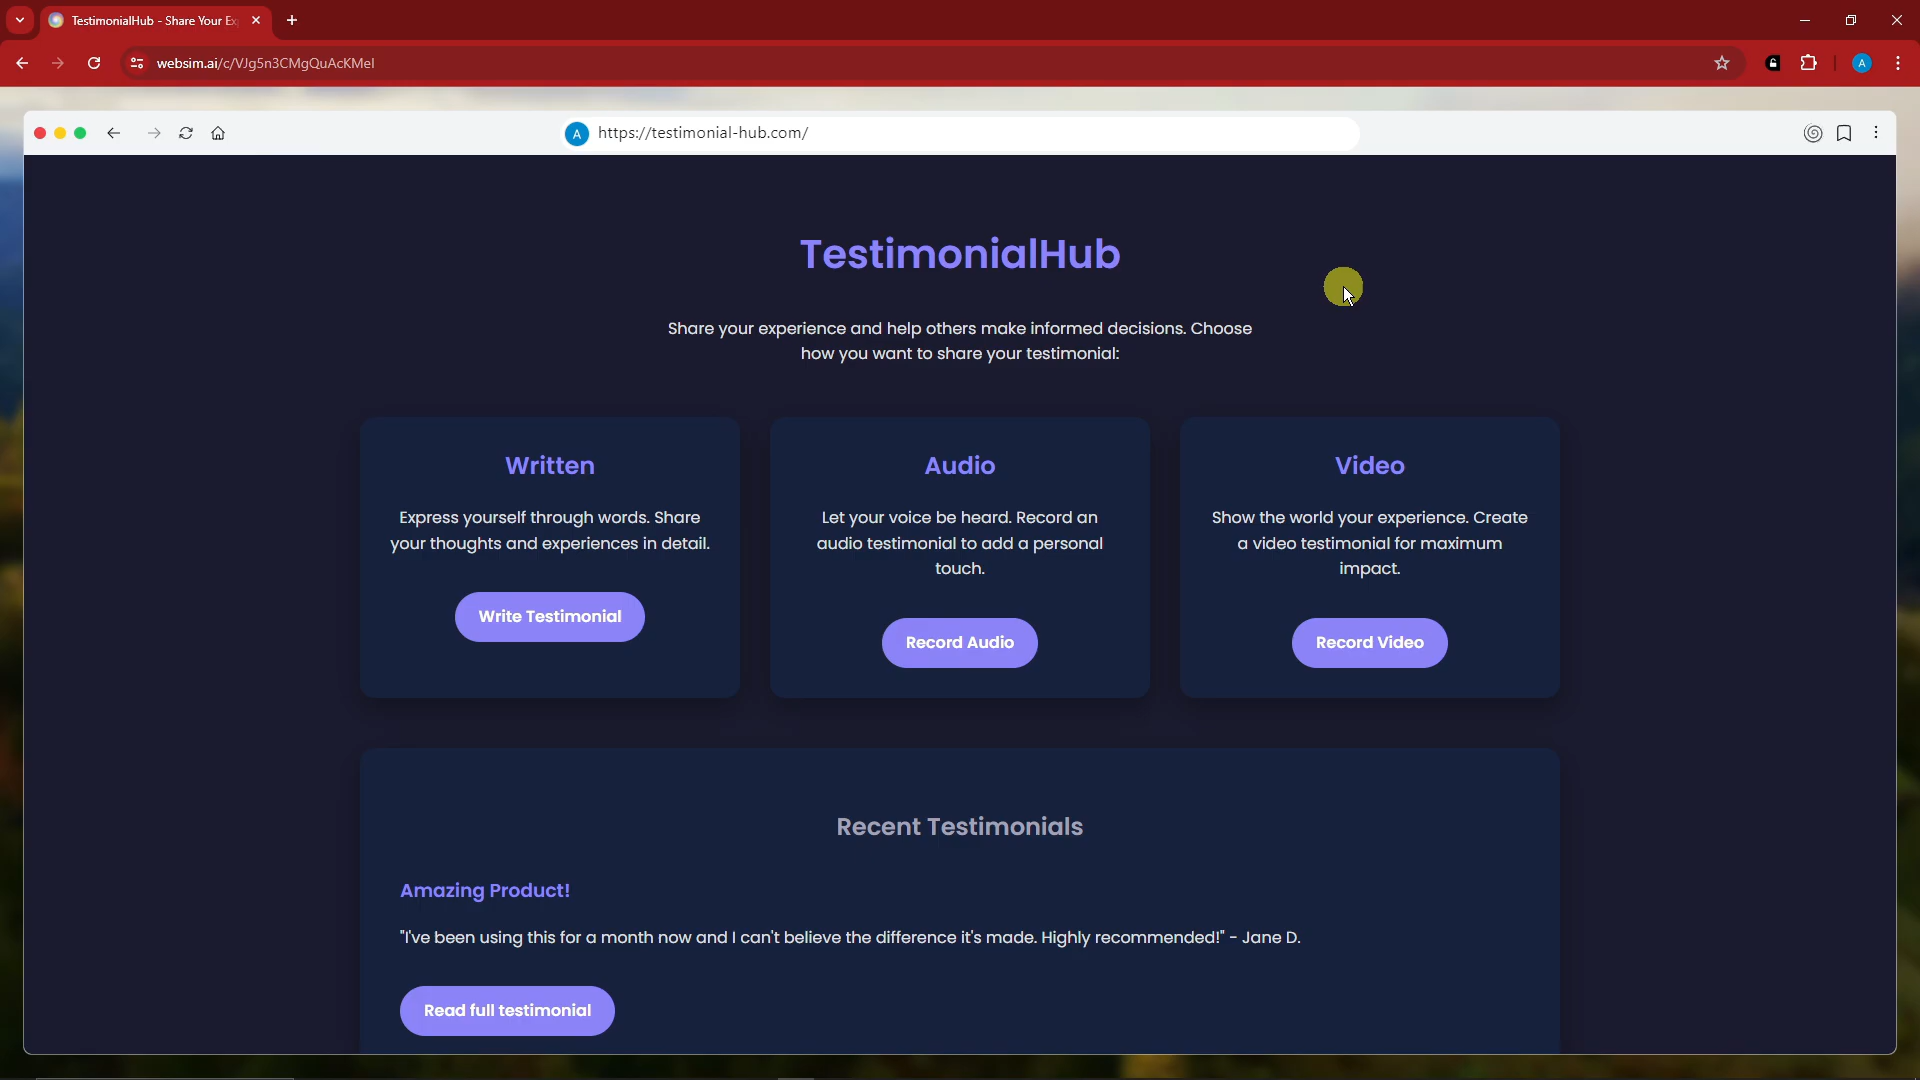 TestimonialHub - Share Your Ex
websim.ai/c/VJg5n3CMgQuAcKMel
A
A
https://testimonial-hub.com/
TestimonialHub
Share your experience and help others make informed decisions. Choose
how you want to share your testimonial:
Written
Express yourself through words. Share
your thoughts and experiences in detail.
Write Testimonial
Audio
Let your voice be heard. Record an
audio testimonial to add a personal
touch.
Record Audio
Video
Show the world your experience. Create
a video testimonial for maximum
impact.
Record Video
Recent Testimonials
Amazing Product!
"I've been using this for a month now and I can't believe the difference it's made. Highly recommended!" - Jane D.
Read full testimonial